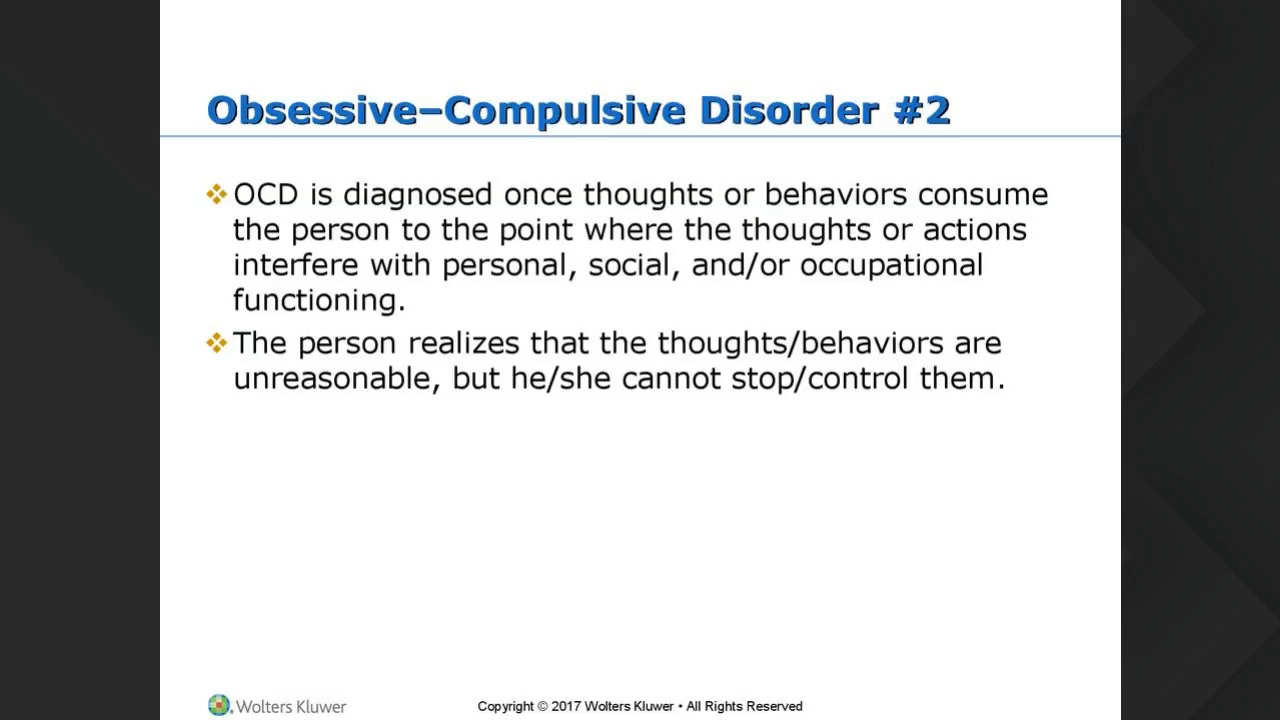 Obsessive–Compulsive Disorder #2
OCD is diagnosed once thoughts or behaviors consume
the person to the point where the thoughts or actions
interfere with personal, social, and/or occupational
functioning.
The person realizes that the thoughts/behaviors are
unreasonable, but he/she cannot stop/control them.
Wolters Kluwer
Copyright © 2017 Wolters Kluwer • All Rights Reserved